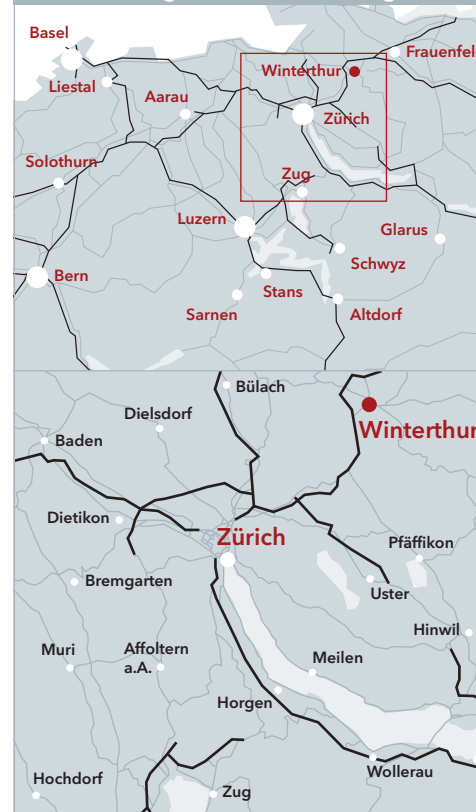 Basel
Frauenfel
Winterthur
Liestal
Aarau
Zürich
Solothurn
Zug
Luzern
Glarus
Schwyz
Bern
Stans
Sarnen
Altdorf
Bülach
Dielsdorf
Winterthur
Baden
Dietikon
Zürich
Pfäffikon
Bremgarten
Uster
Hinwil
Muri
Affoltern
a.A.
Meilen
Horgen
Wollerau
Hochdorf
Zug